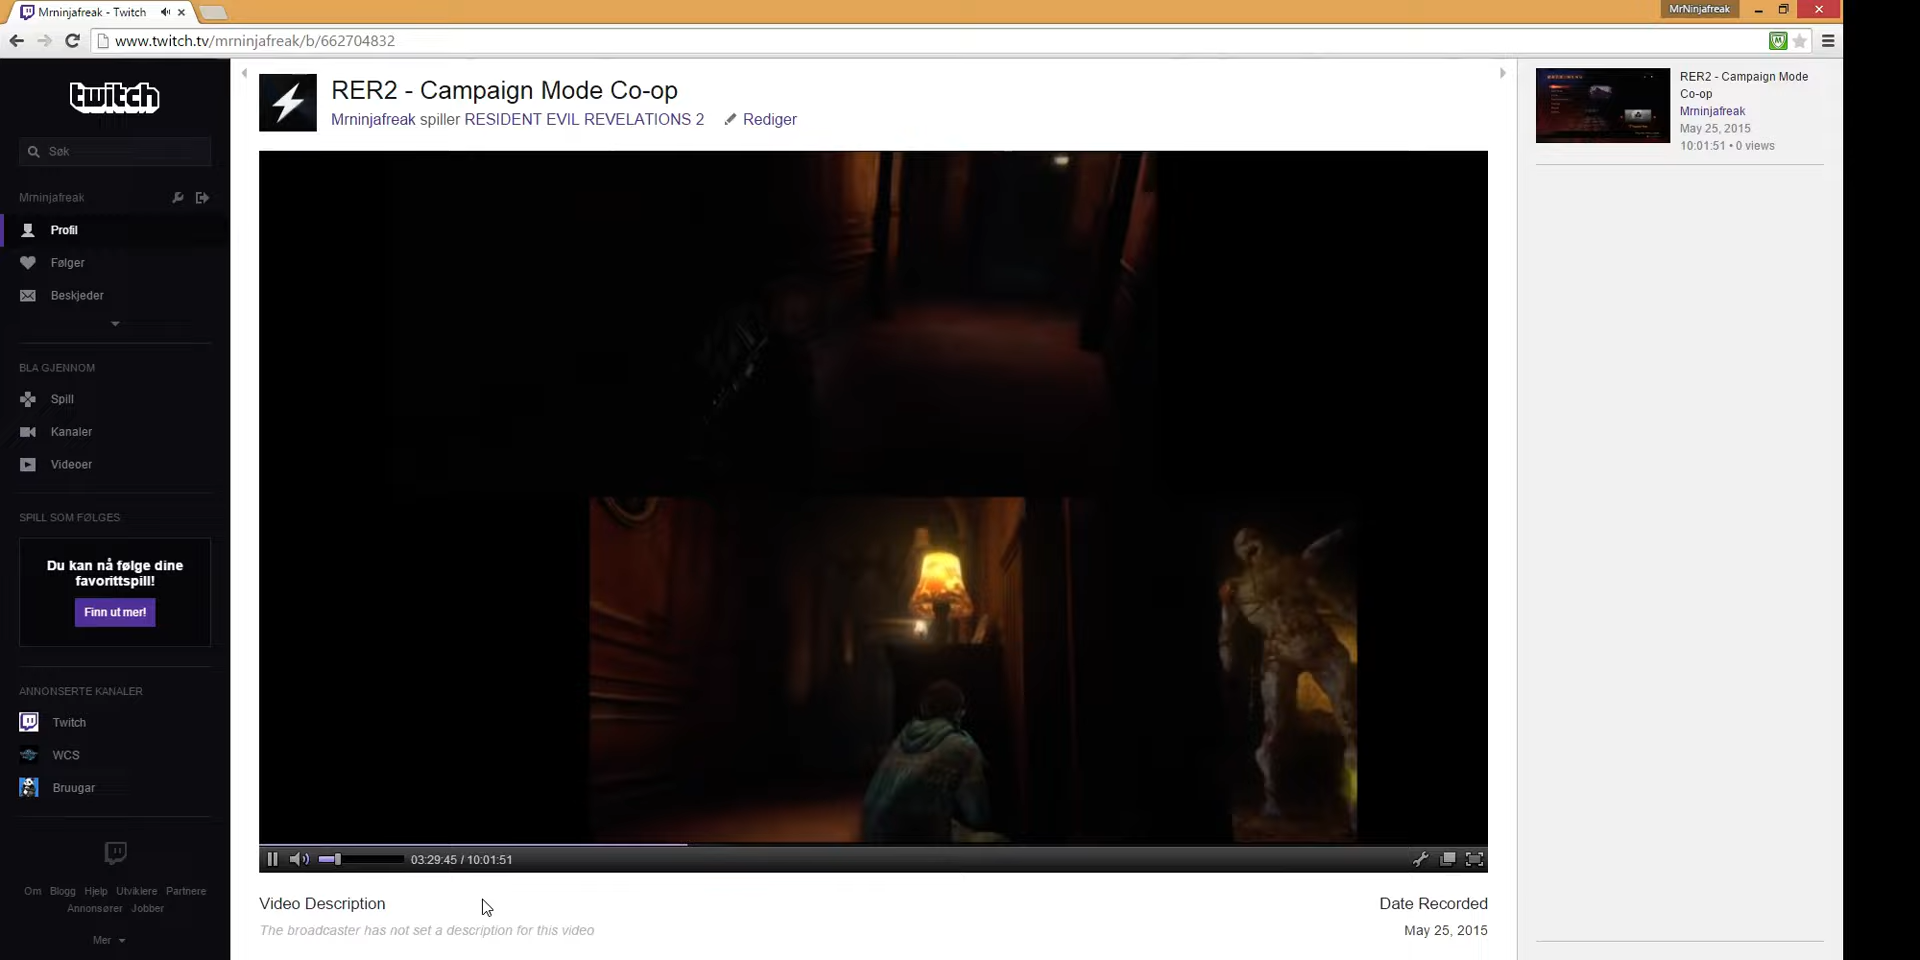 Mrninjafreak - Twitch
MrNinjafreak
www.twitch.tv/mrninjafreak/b/662704832
twitch
Søk
Mrninjafreak
Profil
Følger
Beskjeder
BLA GJENNOM
Spill
Kanaler
Videoer
SPILL SOM FØLGES
Du kan nå følge dine
favorittspill!
Finn ut mer!
ANNONSERTE KANALER
Twitch
WCS
Bruugar
Om Blogg Hjelp Utviklere Partnere
Annonsører Jobber
Mer
RER2 - Campaign Mode Co-op
Mrninjafreak spiller RESIDENT EVIL REVELATIONS 2 Rediger
03:29:45 / 10:01:51
Video Description
The broadcaster has not set a description for this video
Date Recorded
May 25, 2015
RER2 - Campaign Mode
Co-op
Mrninjafreak
May 25, 2015
10:01:51 • 0 views